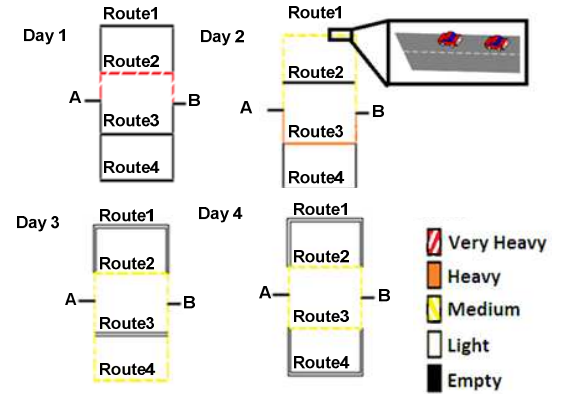 Day 1
Route1
Route2
A
B
Route3
Route4
Day 2
Route1
Route2
A
B
Route3
Route4
Day 3
Route1
Route2
A
B
Route3
Route4
Day 4
Route1
Route2
A
B
Route3
Route4
Very Heavy
Heavy
Medium
Light
Empty